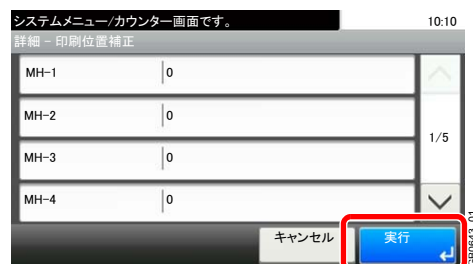 システムメニュー/カウンター画面です。 10:10
詳細 - 印刷位置補正
MH-1 0
MH-2 0
1/5
MH-3 0
MH-4 0
キャンセル 実行